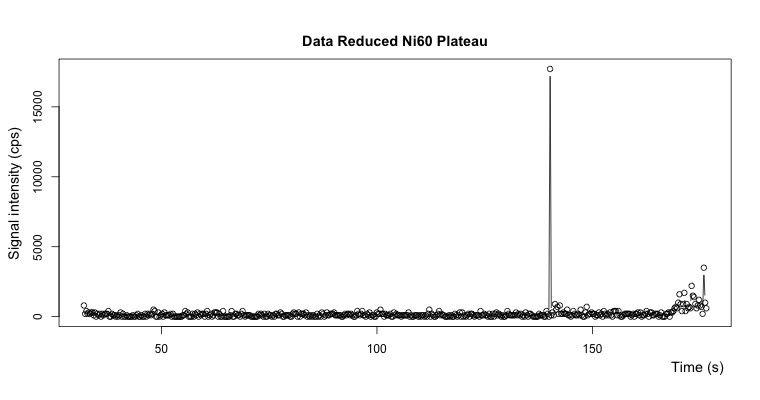 Data Reduced Ni60 Plateau
Signal intensity (cps)
15000
10000
5000
0
50 100 150
Time (s)